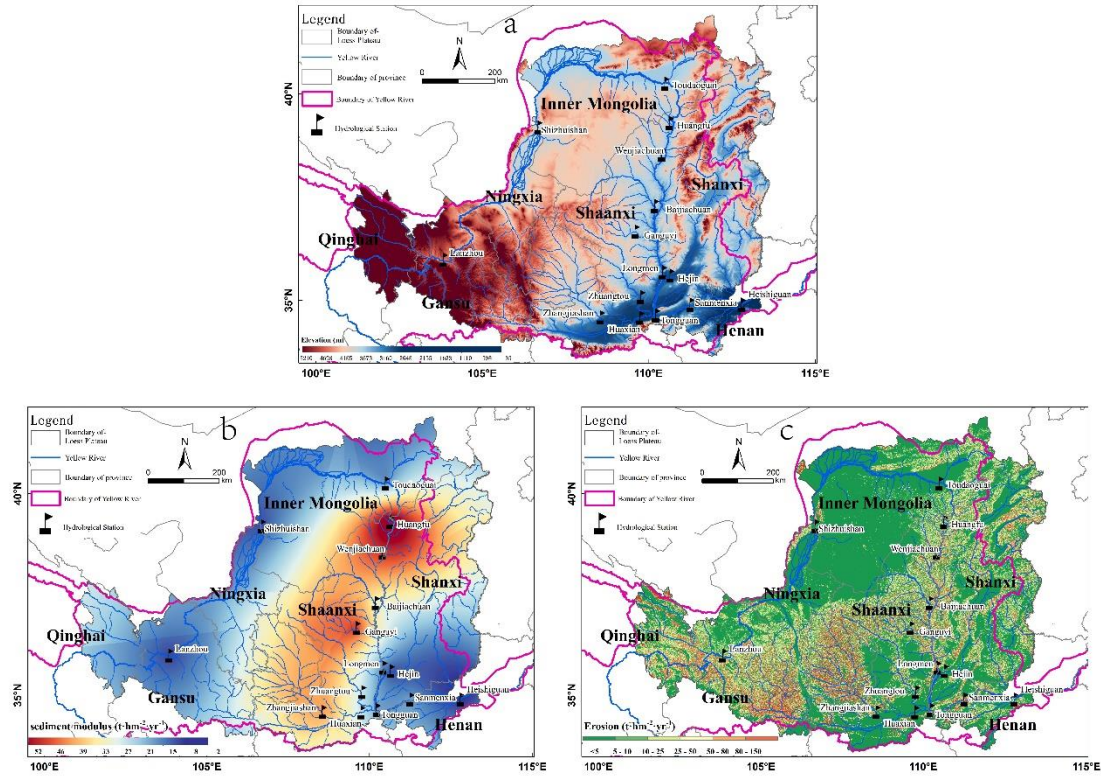 a
Legend
Boundary of
Loess Plateau
Yellow River
Boundary of province
Boundary of Yellow River
Hydrological Station
N
0 200
km
40°N
35°N
Inner Mongolia
Ningxia
Shaanxi
Shanxi
Qinghai
Gansu
Henan
Toudaoguai
Huangfu
Shizuishan
Wenjiachuan
Baijiachuan
Ganguyi
Lanzhou
Longmen
Hejin
Zhuangtou
Sanmenxia
Heishiguan
Zhangjiashan
Huaxian
Tongguan
Elevation (m)
100°E 105°E 110°E 115°E
b
Legend
Boundary of
Loess Plateau
Yellow River
Boundary of province
Boundary of Yellow River
Hydrological Station
N
0 200
km
40°N
35°N
Inner Mongolia
Ningxia
Shaanxi
Shanxi
Qinghai
Gansu
Henan
Toudaoguai
Huangfu
Shizhuishan
Wenjiachuan
Baijiachuan
Ganguyi
Lanzhou
Longmen
Hejin
Zhuangtou
Sanmenxia
Heishiguan
Zhangjiashan
Huaxian
Tongguan
sediment modulus (t·hm⁻²·yr⁻¹)
52 46 39 33 27 21 15 8 2
100°E 105°E 110°E 115°E
c
Legend
Boundary of
Loess Plateau
Yellow River
Boundary of province
Boundary of Yellow River
Hydrological Station
N
0 200
km
40°N
35°N
Inner Mongolia
Ningxia
Shaanxi
Shanxi
Qinghai
Gansu
Henan
Toudaoguai
Huangfu
Shizhuishan
Wenjiachuan
Baijiachuan
Ganguyi
Lanzhou
Longmen
Hejin
Zhuangtou
Sanmenxia
Heishiguan
Zhangjiashan
Huaxian
Tongguan
Erosion (t·hm⁻²·yr⁻¹)
<5 5 - 10 10 - 25 25 - 50 50 - 80 80 - 150
100°E 105°E 110°E 115°E